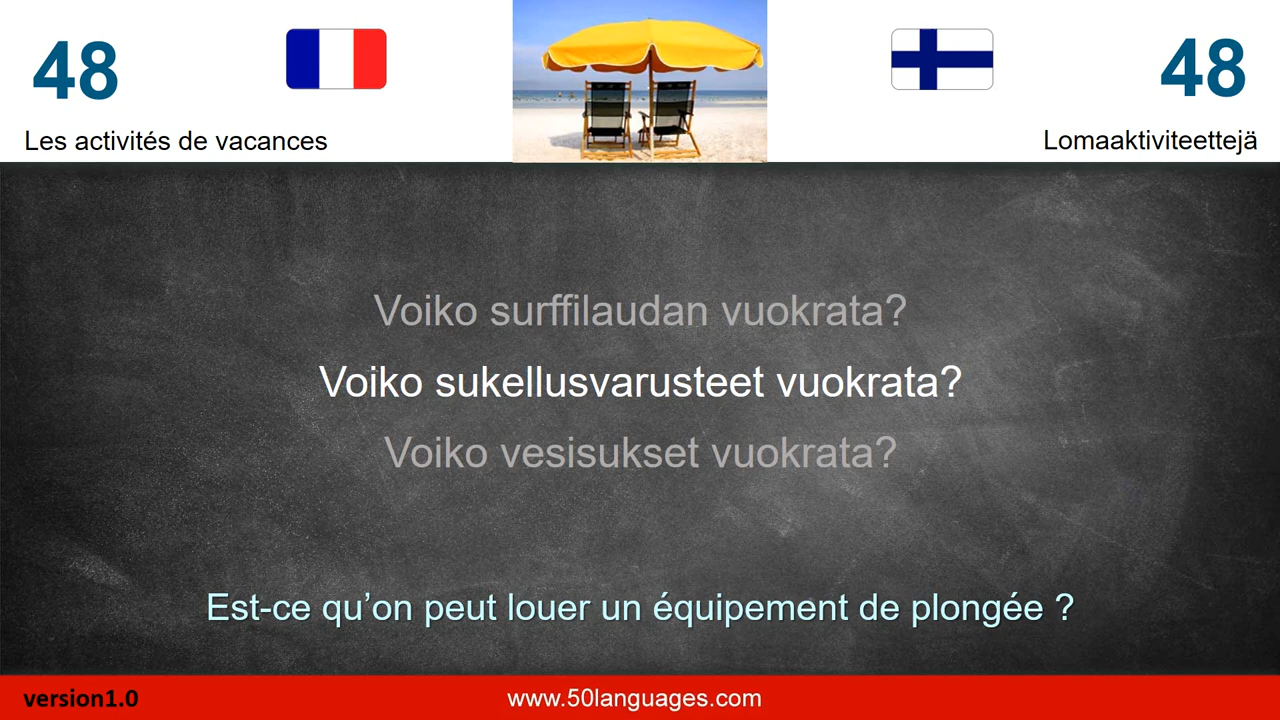 48
48
Les activités de vacances
Lomaaktiviteettejä
Voiko surffilaudan vuokrata?
Voiko sukellusvarusteet vuokrata?
Voiko vesisukset vuokrata?
Est-ce qu’on peut louer un équipement de plongée ?
version1.0
www.50languages.com